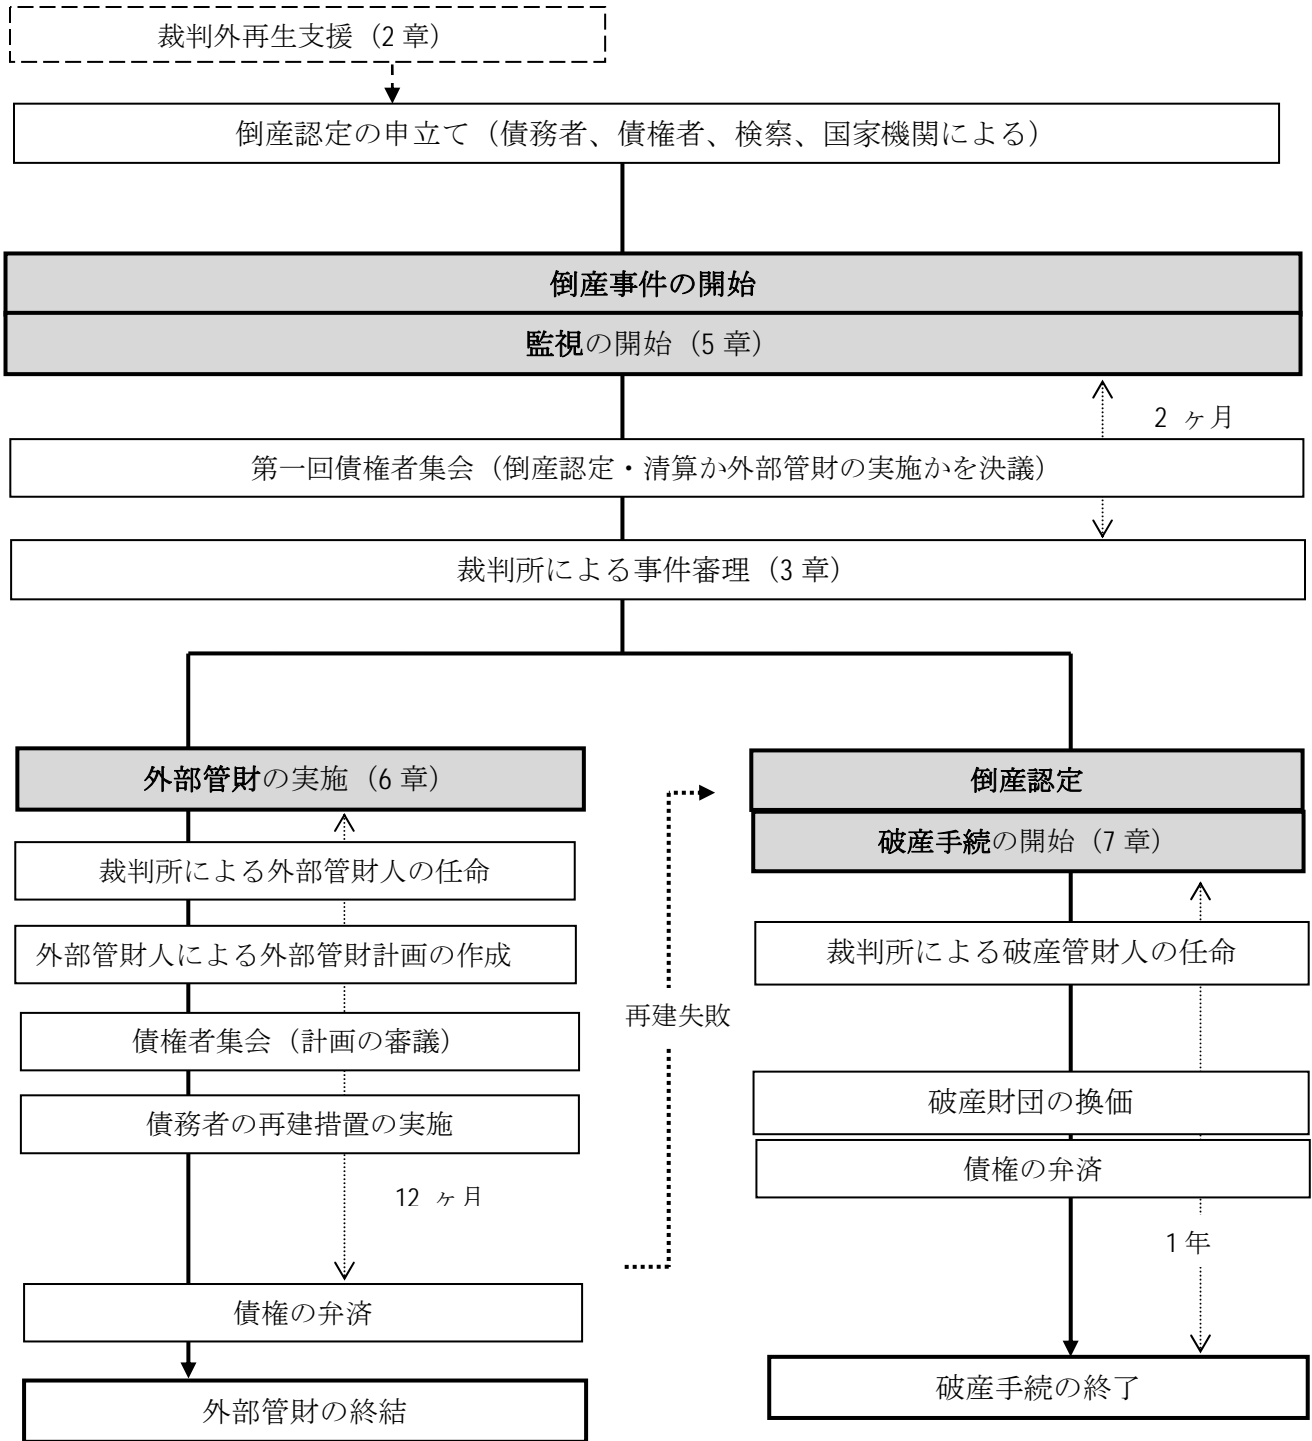 裁判外再生支援（2 章）
倒産認定の申立て（債務者、債権者、検察、国家機関による）
倒産事件の開始
監視の開始（5 章）
2 ヶ月
第一回債権者集会（倒産認定・清算か外部管財の実施かを決議）
裁判所による事件審理（3 章）
外部管財の実施（6 章）
裁判所による外部管財人の任命
外部管財人による外部管財計画の作成
債権者集会（計画の審議）
債務者の再建措置の実施
12 ヶ月
債権の弁済
外部管財の終結
再建失敗
倒産認定
破産手続の開始（7 章）
裁判所による破産管財人の任命
破産財団の換価
債権の弁済
1 年
破産手続の終了